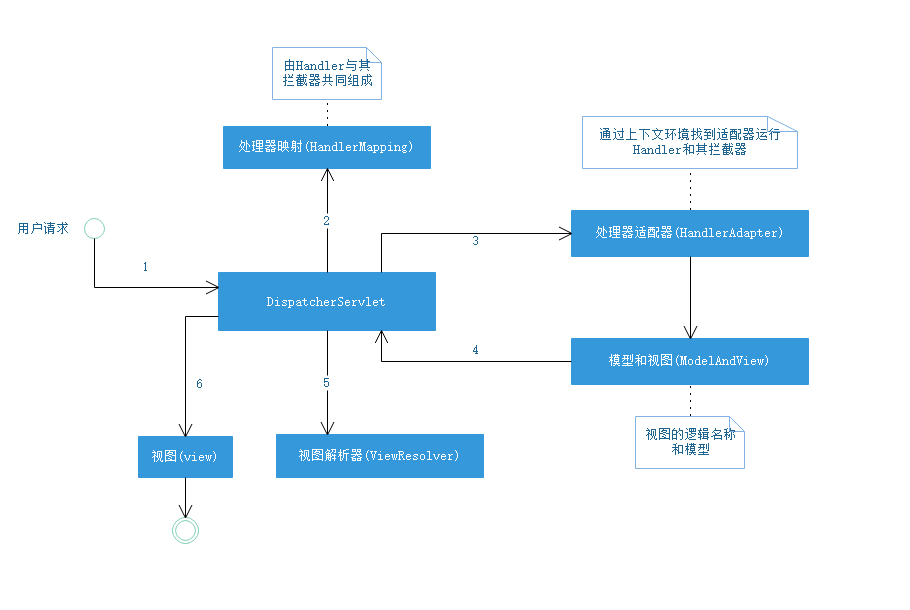 由Handler与其
拦截器共同组成
处理器映射(HandlerMapping)
通过上下文环境找到适配器运行
Handler和其拦截器
用户请求
2
处理器适配器(HandlerAdapter)
3
1
DispatcherServlet
4
模型和视图(ModelAndView)
6
5
视图的逻辑名称
和模型
视图(view)
视图解析器(ViewResolver)